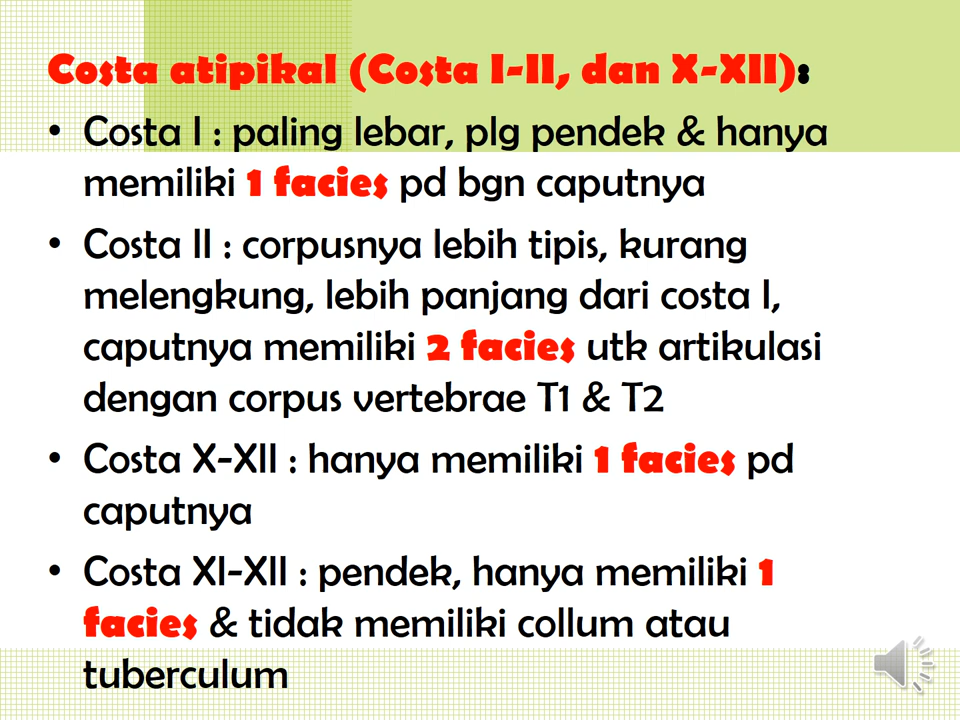 Costa atipikal (Costa I-II, dan X-XII):
• Costa I : paling lebar, plg pendek & hanya
memiliki 1 facies pd bgn caputnya
• Costa II : corpusnya lebih tipis, kurang
melengkung, lebih panjang dari costa I,
caputnya memiliki 2 facies utk artikulasi
dengan corpus vertebrae T1 & T2
• Costa X-XII : hanya memiliki 1 facies pd
caputnya
• Costa XI-XII : pendek, hanya memiliki 1
facies & tidak memiliki collum atau
tuberculum